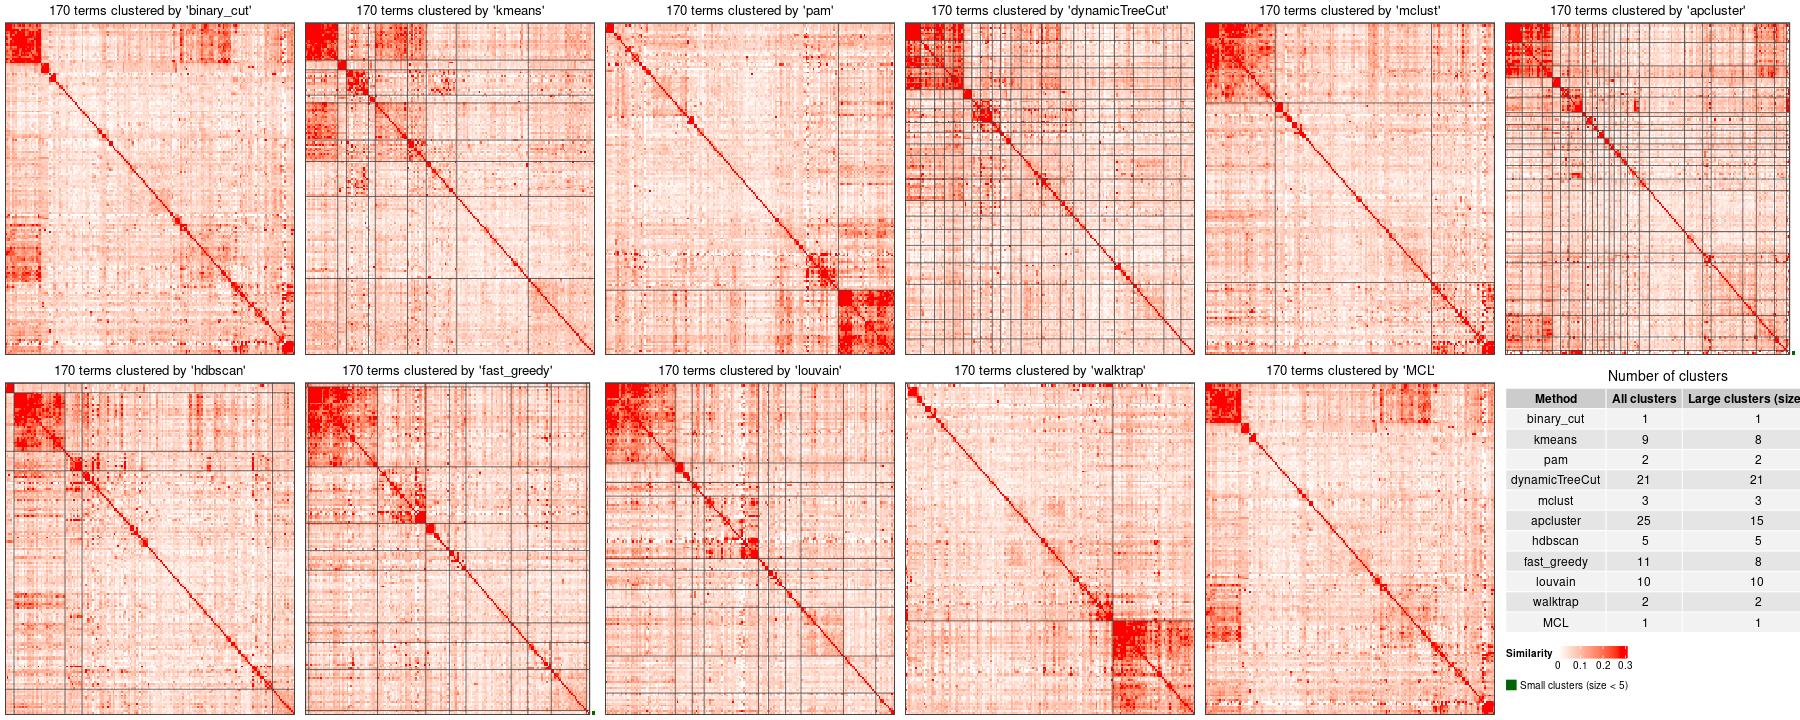 170 terms clustered by 'binary_cut'
170 terms clustered by 'kmeans'
170 terms clustered by 'pam'
170 terms clustered by 'dynamicTreeCut'
170 terms clustered by 'mclust'
170 terms clustered by 'apcluster'
170 terms clustered by 'hdbscan'
170 terms clustered by 'fast_greedy'
170 terms clustered by 'louvain'
170 terms clustered by 'walktrap'
170 terms clustered by 'MCL'
Number of clusters
Method All clusters Large clusters (size
binary_cut 1 1
kmeans 9 8
pam 2 2
dynamicTreeCut 21 21
mclust 3 3
apcluster 25 15
hdbscan 5 5
fast_greedy 11 8
louvain 10 10
walktrap 2 2
MCL 1 1
Similarity
0 0.1 0.2 0.3
Small clusters (size < 5)